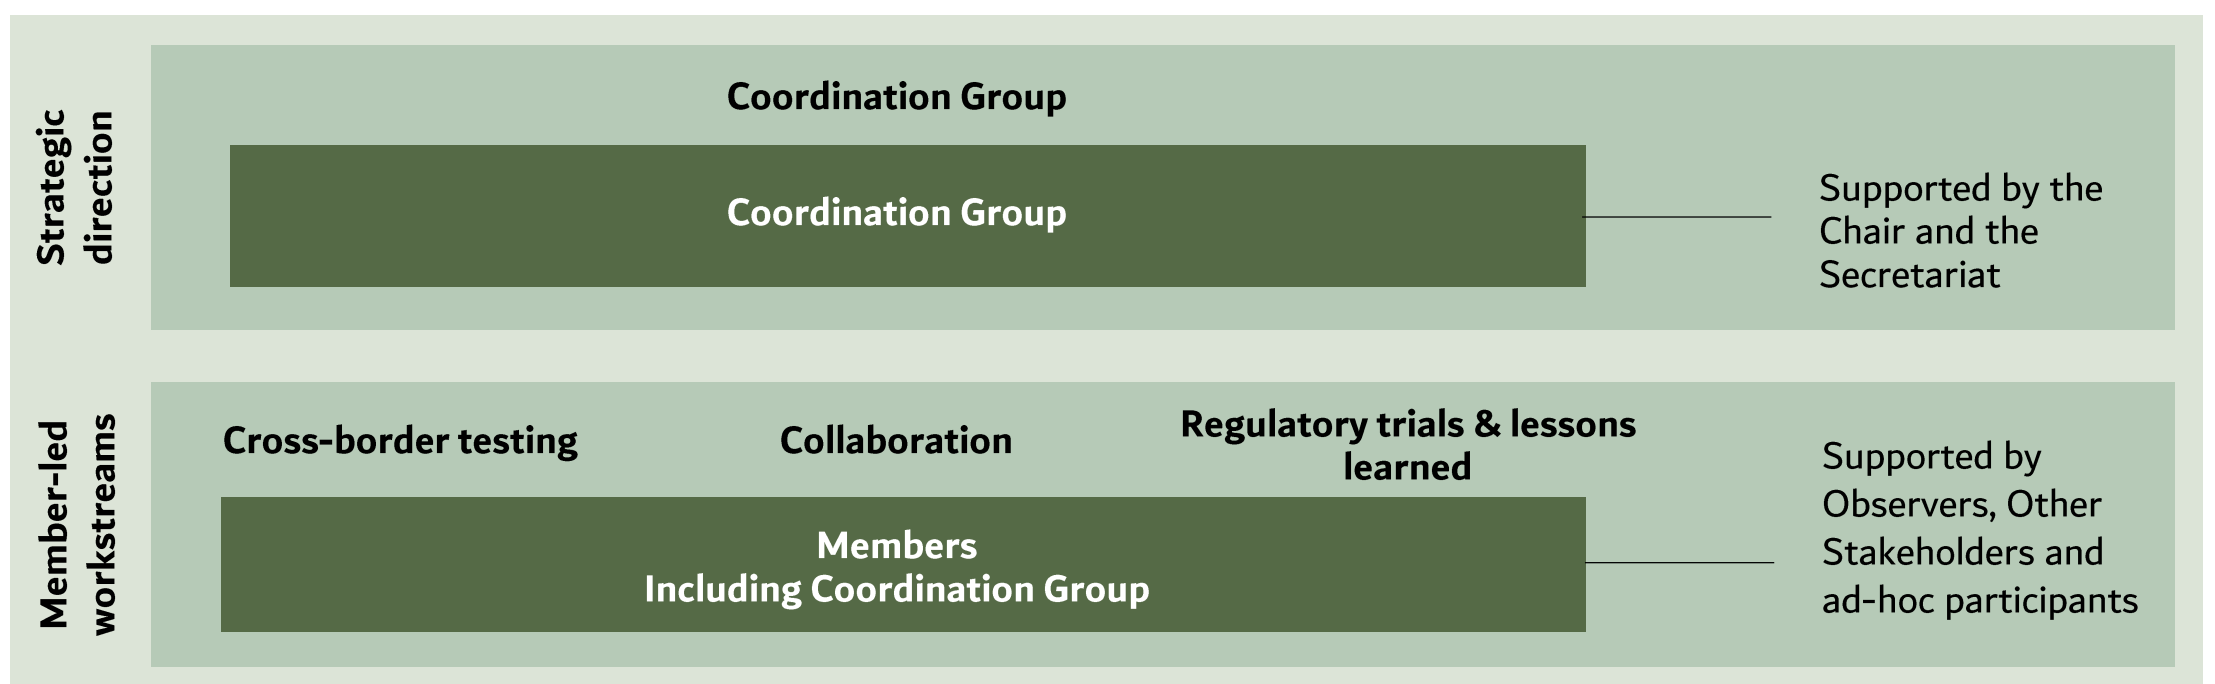 Strategic
direction
Coordination Group
Coordination Group
Supported by the
Chair and the
Secretariat
Member-led
workstreams
Cross-border testing
Collaboration
Regulatory trials & lessons
learned
Members
Including Coordination Group
Supported by
Observers, Other
Stakeholders and
ad-hoc participants